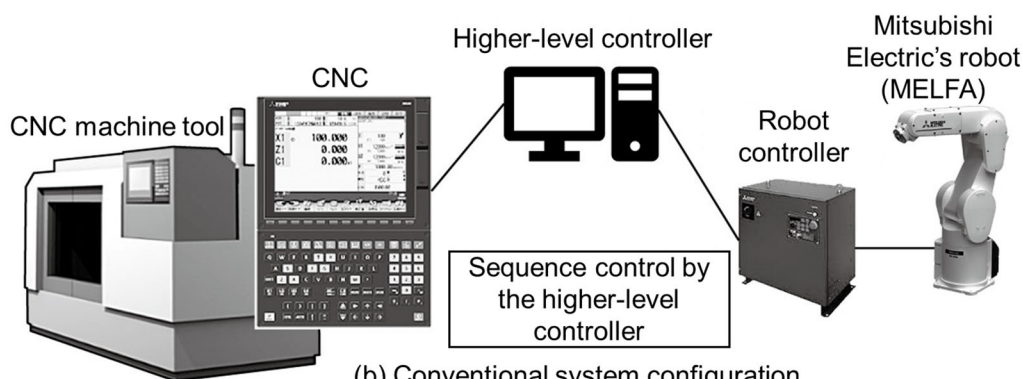 Mitsubishi
Electric's robot
(MELFA)
Higher-level controller
CNC
CNC machine tool
Robot
controller
X1 100.000
Z1 0.000
C1 0.000
Sequence control by
the higher-level
controller
(b) Conventional system configuration